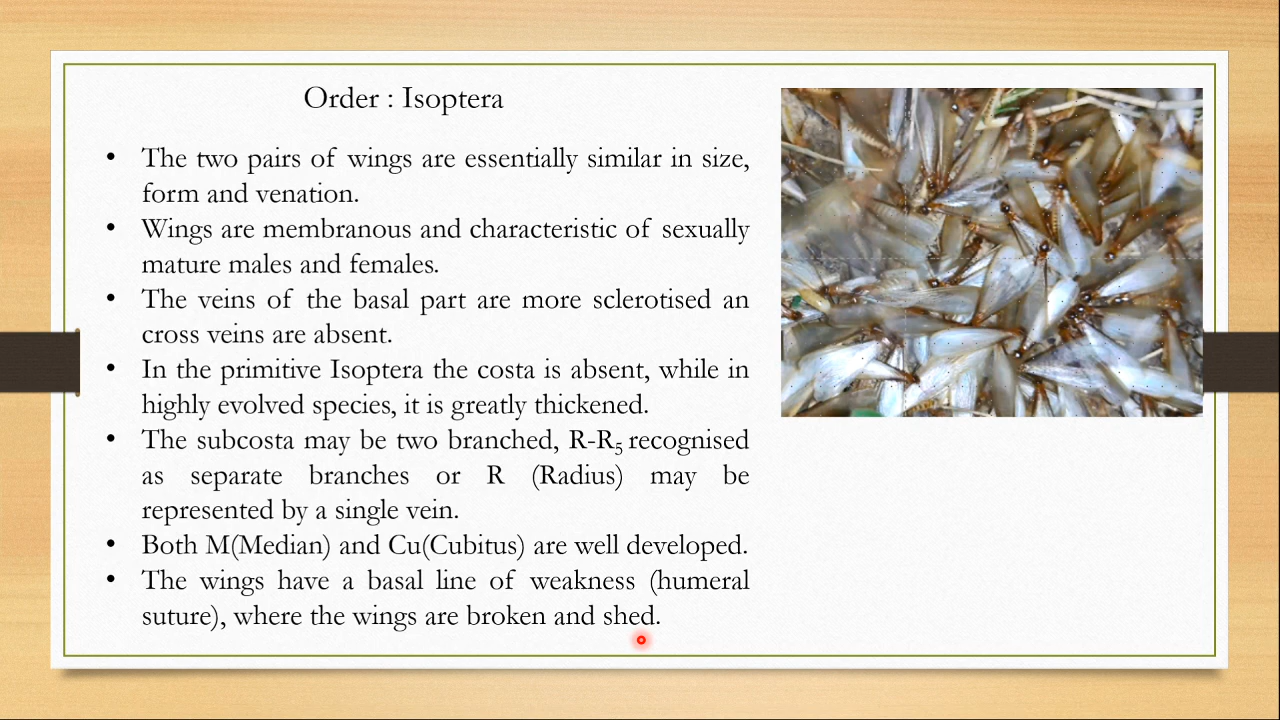 Order : Isoptera
• The two pairs of wings are essentially similar in size,
form and venation.
• Wings are membranous and characteristic of sexually
mature males and females.
• The veins of the basal part are more sclerotised an
cross veins are absent.
• In the primitive Isoptera the costa is absent, while in
highly evolved species, it is greatly thickened.
• The subcosta may be two branched, R-R₅ recognised
as separate branches or R (Radius) may be
represented by a single vein.
• Both M(Median) and Cu(Cubitus) are well developed.
• The wings have a basal line of weakness (humeral
suture), where the wings are broken and shed.